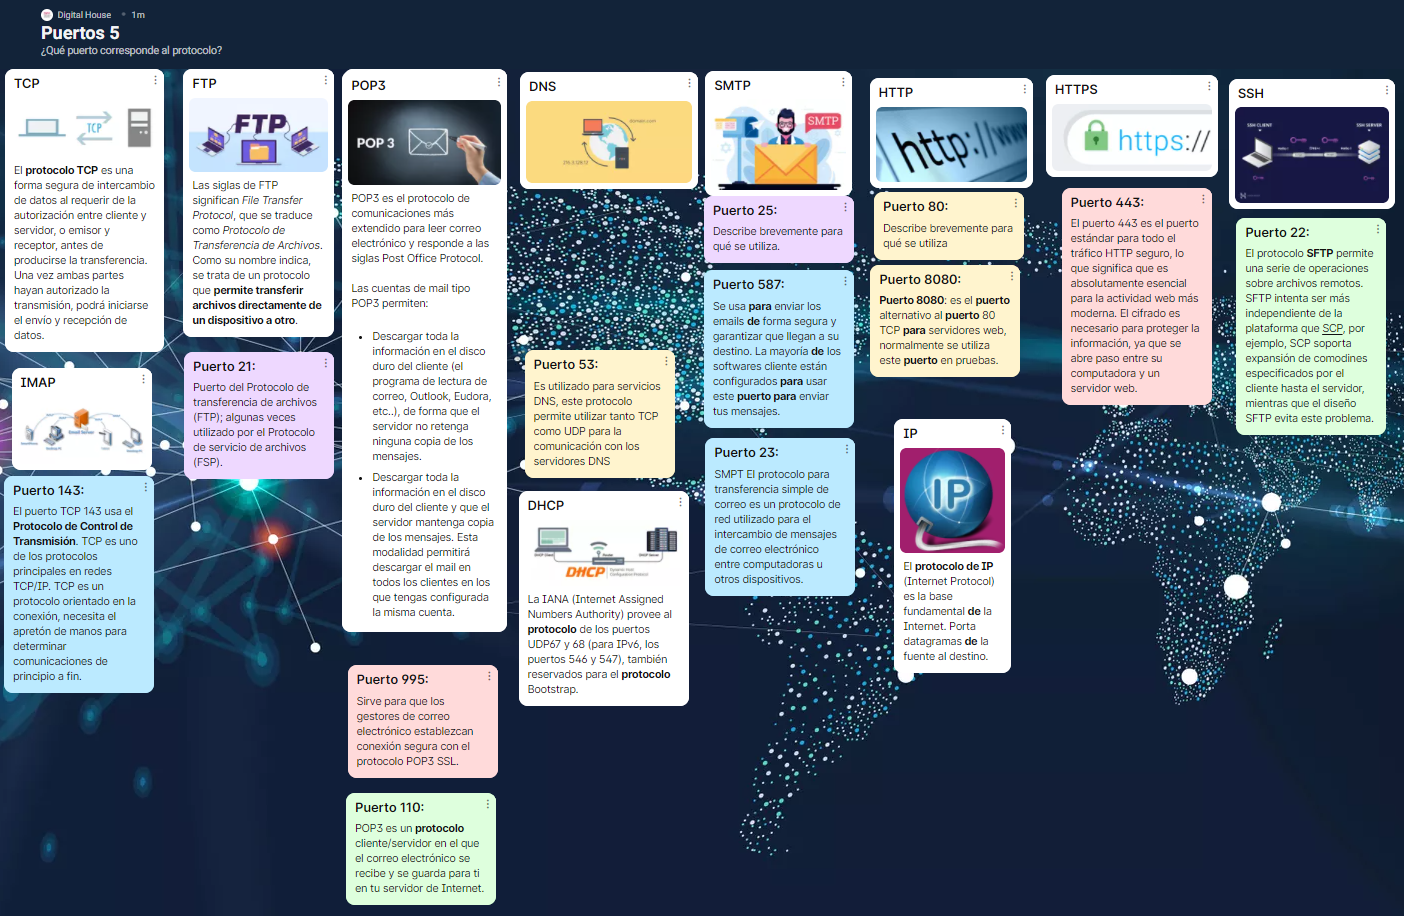 Digital House • 1m
Puertos 5
¿Qué puerto corresponde al protocolo?
TCP
TCP
El protocolo TCP es una
forma segura de intercambio
de datos al requerir de la
autorización entre cliente y
servidor, o emisor y
receptor, antes de
producirse la transferencia.
Una vez ambas partes
hayan autorizado la
transmisión, podrá iniciarse
el envío y recepción de
datos.
IMAP
Email Server
Puerto 143:
El puerto TCP 143 usa el
Protocolo de Control de
Transmisión. TCP es uno
de los protocolos
principales en redes
TCP/IP. TCP es un
protocolo orientado en la
conexión, necesita el
apretón de manos para
determinar
comunicaciones de
principio a fin.
FTP
FTP
Las siglas de FTP
significan File Transfer
Protocol, que se traduce
como Protocolo de
Transferencia de Archivos.
Como su nombre indica,
se trata de un protocolo
que permite transferir
archivos directamente de
un dispositivo a otro.
Puerto 21:
Puerto del Protocolo de
transferencia de archivos
(FTP); algunas veces
utilizado por el Protocolo
de servicio de archivos
(FSP).
POP3
POP 3
POP3 es el protocolo de
comunicaciones más
extendido para leer correo
electrónico y responde a las
siglas Post Office Protocol.
Las cuentas de mail tipo
POP3 permiten:
• Descargar toda la
información en el disco
duro del cliente (el
programa de lectura de
correo, Outlook, Eudora,
etc..), de forma que el
servidor no retenga
ninguna copia de los
mensajes.
• Descargar toda la
información en el disco
duro del cliente y que el
servidor mantenga copia
de los mensajes. Esta
modalidad permitirá
descargar el mail en
todos los clientes en los
que tengas configurada
la misma cuenta.
Puerto 995:
Sirve para que los
gestores de correo
electrónico establezcan
conexión segura con el
protocolo POP3 SSL.
Puerto 110:
POP3 es un protocolo
cliente/servidor en el que
el correo electrónico se
recibe y se guarda para ti
en tu servidor de Internet.
DNS
domain.com
Puerto 53:
Es utilizado para servicios
DNS, este protocolo
permite utilizar tanto TCP
como UDP para la
comunicación con los
servidores DNS
DHCP
DHCP Client
DHCP Server
DHCP
La IANA (Internet Assigned
Numbers Authority) provee al
protocolo de los puertos
UDP67 y 68 (para IPv6, los
puertos 546 y 547), también
reservados para el protocolo
Bootstrap.
SMTP
SMTP
Puerto 25:
Describe brevemente para
qué se utiliza.
Puerto 587:
Se usa para enviar los
emails de forma segura y
garantizar que llegan a su
destino. La mayoría de los
softwares cliente están
configurados para usar
este puerto para enviar
tus mensajes.
Puerto 23:
SMPT El protocolo para
transferencia simple de
correo es un protocolo de
red utilizado para el
intercambio de mensajes
de correo electrónico
entre computadoras u
otros dispositivos.
HTTP
http://www
Puerto 80:
Describe brevemente para
qué se utiliza
Puerto 8080:
Puerto 8080: es el puerto
alternativo al puerto 80
TCP para servidores web,
normalmente se utiliza
este puerto en pruebas.
IP
IP
El protocolo de IP
(Internet Protocol)
es la base
fundamental de la
Internet. Porta
datagramas de la
fuente al destino.
HTTPS
https://
Puerto 443:
El puerto 443 es el puerto
estándar para todo el
tráfico HTTP seguro, lo
que significa que es
absolutamente esencial
para la actividad web más
moderna. El cifrado es
necesario para proteger la
información, ya que se
abre paso entre su
computadora y un
servidor web.
SSH
SSH CLIENT
SSH SERVER
Puerto 22:
El protocolo SFTP permite
una serie de operaciones
sobre archivos remotos.
SFTP intenta ser más
independiente de la
plataforma que SCP, por
ejemplo, SCP soporta
expansión de comodines
especificados por el
cliente hasta el servidor,
mientras que el diseño
SFTP evita este problema.